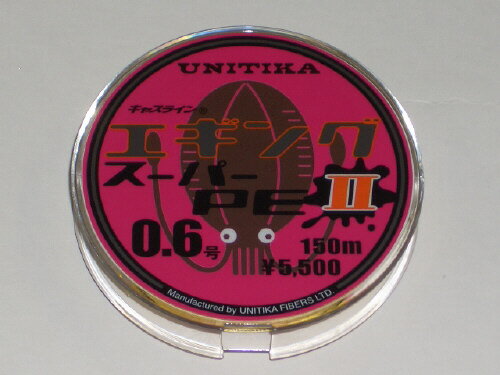 UNITIKA
キャスライン®
エギング
スーパー
PE II
0.6号
150m
¥5,500
Manufactured by UNITIKA FIBERS LTD.